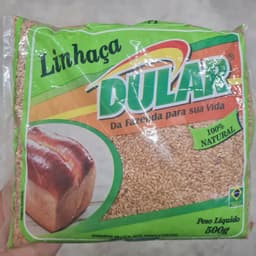 Linhaça
DULAR
Da Fazenda para sua Vida
100%
NATURAL
Peso Líquido
500g